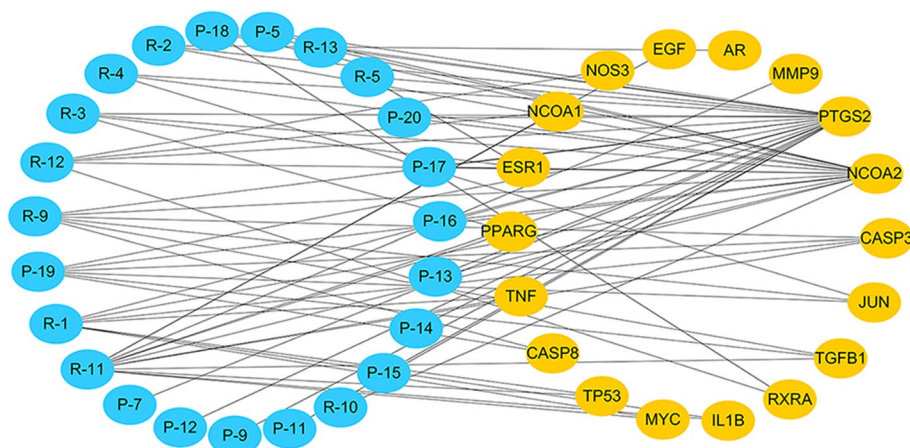 P-18
P-5
R-2
R-13
EGF
AR
R-4
R-5
NOS3
MMP9
R-3
P-20
NCOA1
PTGS2
R-12
P-17
ESR1
NCOA2
R-9
P-16
PPARG
CASP3
P-19
P-13
TNF
JUN
R-1
P-14
CASP8
TGFB1
R-11
P-15
P-7
R-10
TP53
RXRA
P-12
P-9
P-11
MYC
IL1B